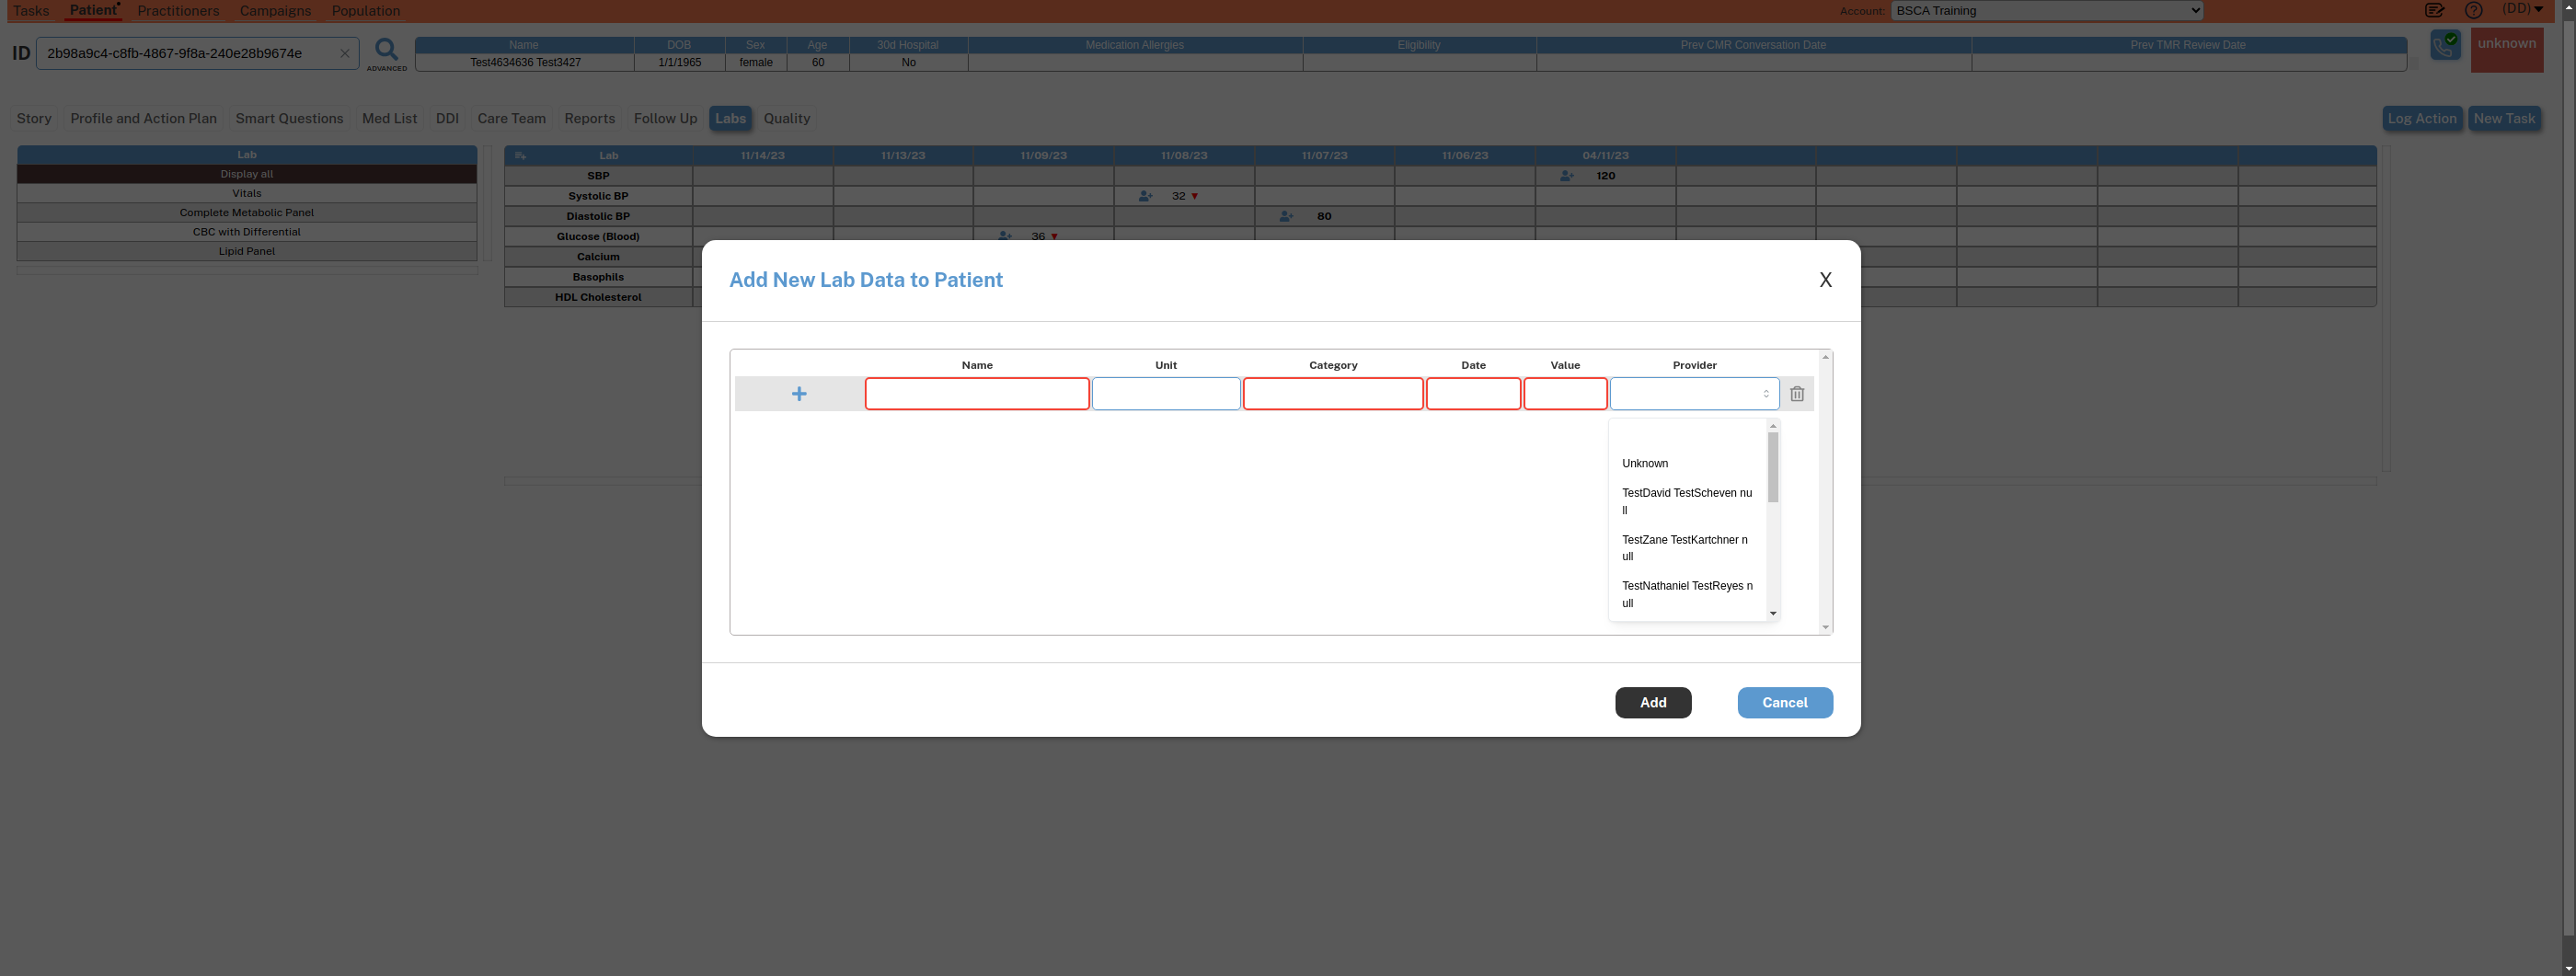 Tasks Patient Practitioners Campaigns Population Account: BSCA Training (DD)
ID 2b98a9c4-c8fb-4867-9f8a-240e28b9674e ADVANCED
Name DOB Sex Age 30d Hospital Medication Allergies Eligibility Prev CMR Conversation Date Prev TMR Review Date
Test4634636 Test3427 1/1/1965 female 60 No
unknown
Story Profile and Action Plan Smart Questions Med List DDI Care Team Reports Follow Up Labs Quality Log Action New Task
Lab
Display all
Vitals
Complete Metabolic Panel
CBC with Differential
Lipid Panel
Lab 11/14/23 11/13/23 11/09/23 11/08/23 11/07/23 11/06/23 04/11/23
SBP 120
Systolic BP 32
Diastolic BP 80
Glucose (Blood) 36
Calcium
Basophils
HDL Cholesterol
Add New Lab Data to Patient X
Name Unit Category Date Value Provider
Unknown
TestDavid TestScheven nu
ll
TestZane TestKartchner n
ull
TestNathaniel TestReyes n
ull
Add Cancel